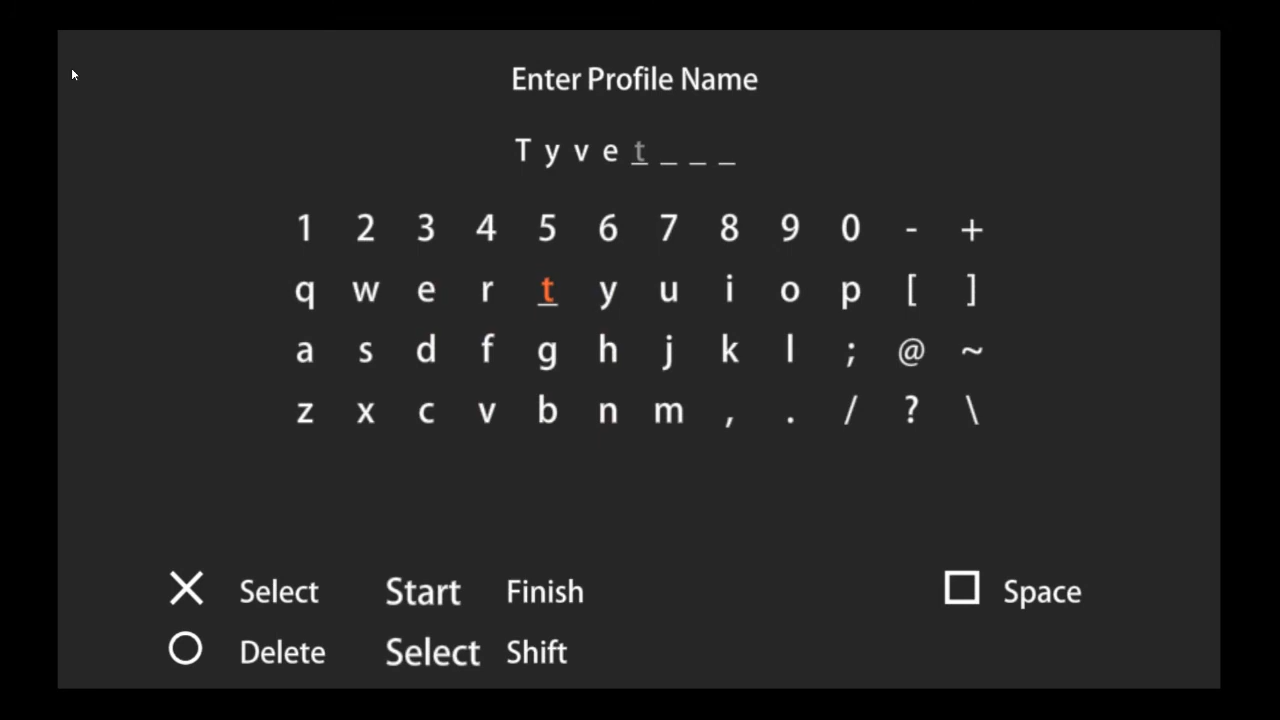 Enter Profile Name
T y v e t _ _ _
1 2 3 4 5 6 7 8 9 0 - +
q w e r t y u i o p [ ]
a s d f g h j k l ; @ ~
z x c v b n m , . / ? \
Select Start Finish Space
Delete Select Shift